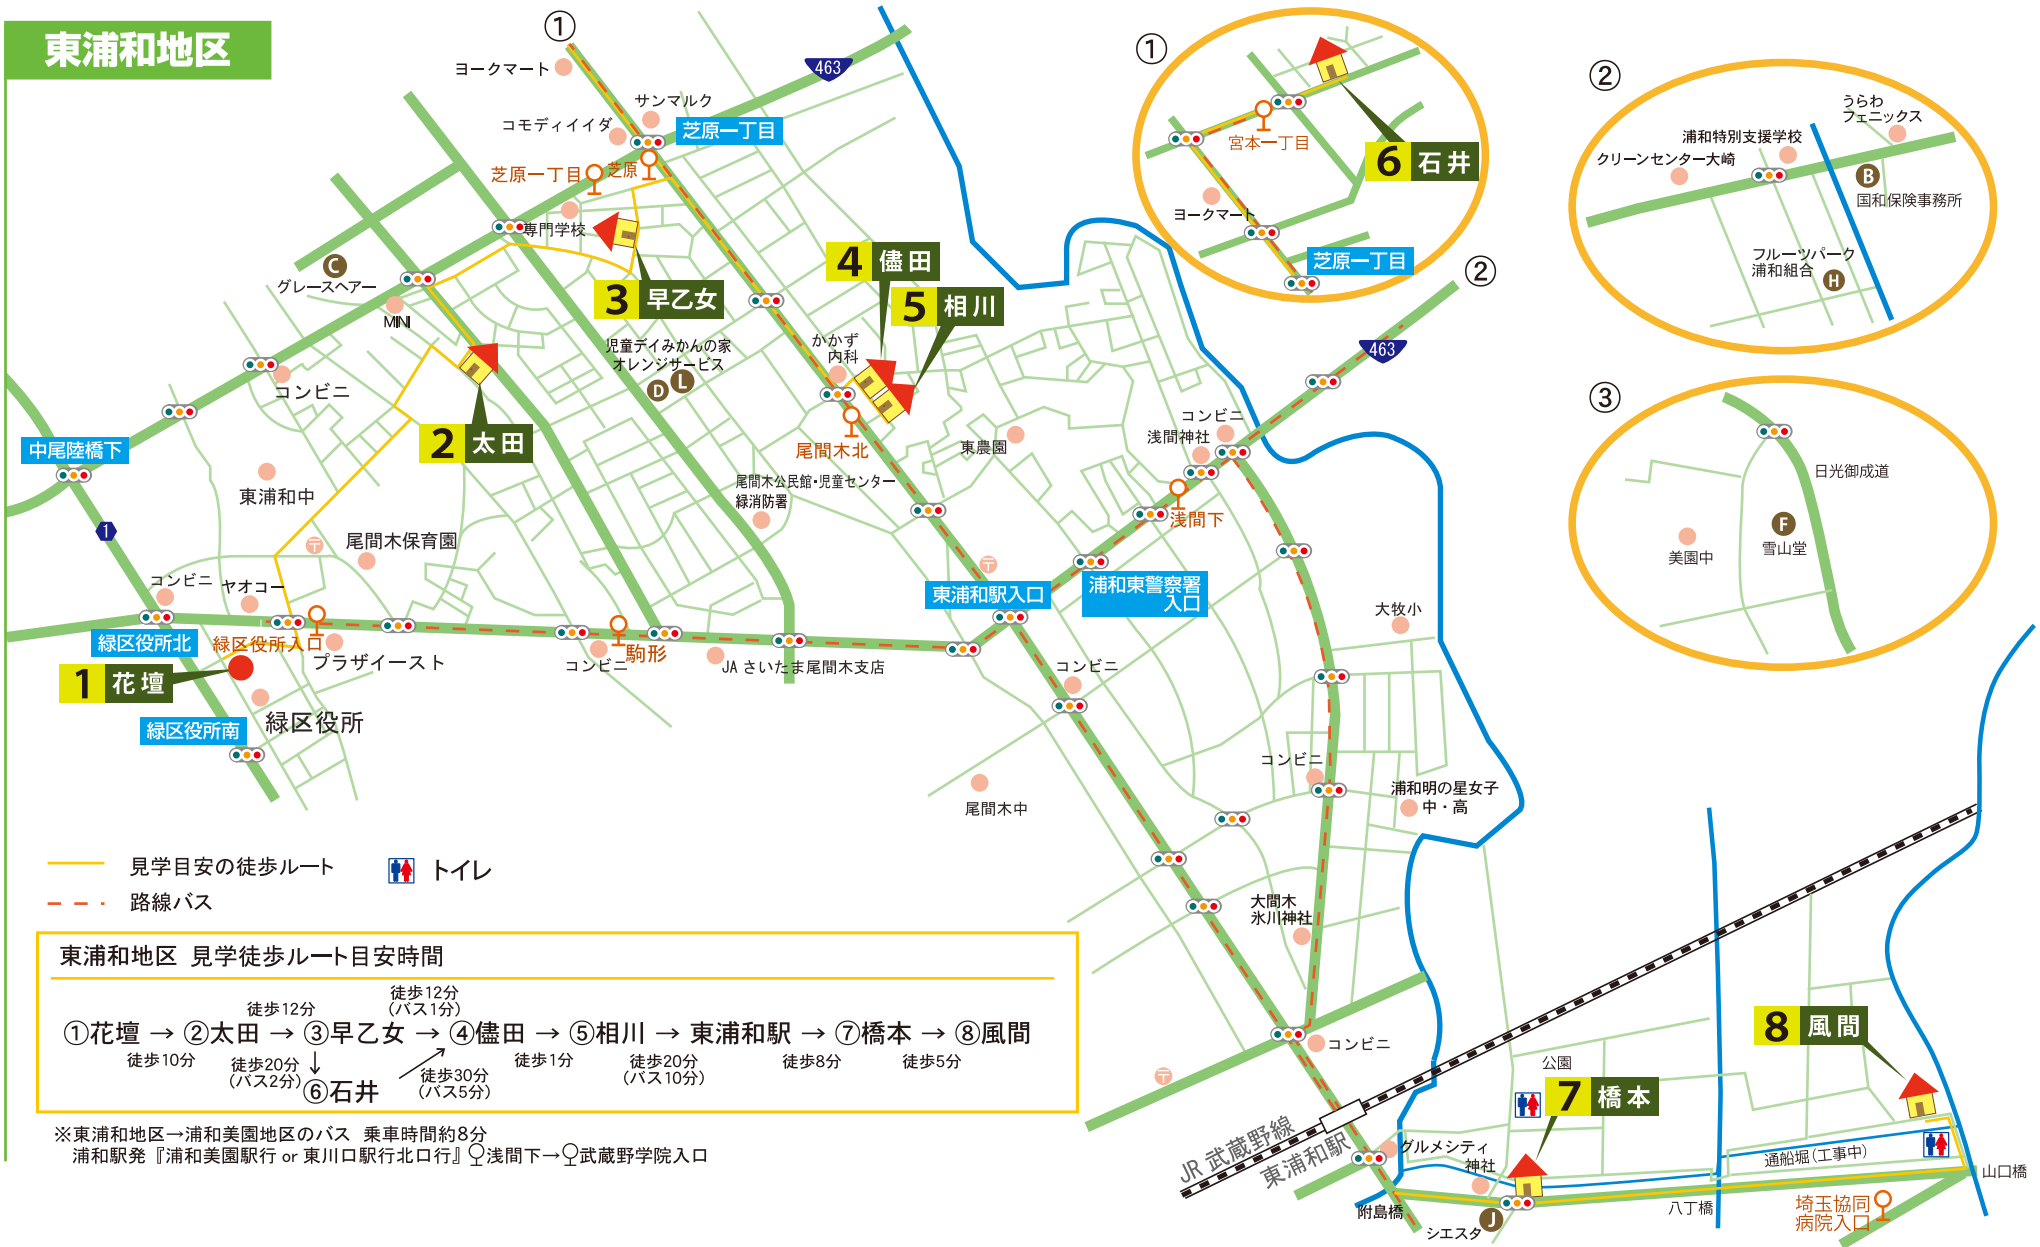 東浦和地区
①
ヨークマート
463
サンマルク
コモディイイダ
芝原一丁目
芝原一丁目
芝原
専門学校
C
グレースヘアー
MINI
3 早乙女
4 儘田
5 相川
かかず
内科
児童デイみかんの家
オレンジサービス
D
L
コンビニ
2 太田
尾間木北
中尾陸橋下
東浦和中
1
尾間木保育園
〒
尾間木公民館・児童センター
緑消防署
東農園
コンビニ
浅間神社
浅間下
463
②
コンビニ
ヤオコー
緑区役所北
緑区役所入口
プラザイースト
1 花壇
緑区役所
緑区役所南
コンビニ
駒形
JA さいたま尾間木支店
〒
東浦和駅入口
浦和東警察署
入口
大牧小
コンビニ
尾間木中
コンビニ
浦和明の星女子
中・高
大間木
氷川神社
コンビニ
〒
①
宮本一丁目
6 石井
ヨークマート
芝原一丁目
②
うらわ
フェニックス
浦和特別支援学校
クリーンセンター大崎
B
国和保険事務所
フルーツパーク
浦和組合
H
③
日光御成道
F
雪山堂
美園中
見学目安の徒歩ルート
トイレ
路線バス
東浦和地区 見学徒歩ルート目安時間
徒歩12分
徒歩12分
(バス1分)
①花壇 → ②太田 → ③早乙女 → ④儘田 → ⑤相川 → 東浦和駅 → ⑦橋本 → ⑧風間
徒歩10分
徒歩20分
(バス2分)
↓
⑥石井
徒歩30分
(バス5分)
徒歩1分
徒歩20分
(バス10分)
徒歩8分
徒歩5分
※東浦和地区→浦和美園地区のバス 乗車時間約8分
浦和駅発『浦和美園駅行 or 東川口駅行北口行』浅間下→武蔵野学院入口
JR 武蔵野線
東浦和駅
グルメシティ
神社
公園
7 橋本
8 風間
通船堀（工事中）
山口橋
八丁橋
附島橋
シエスタ
J
埼玉協同
病院入口